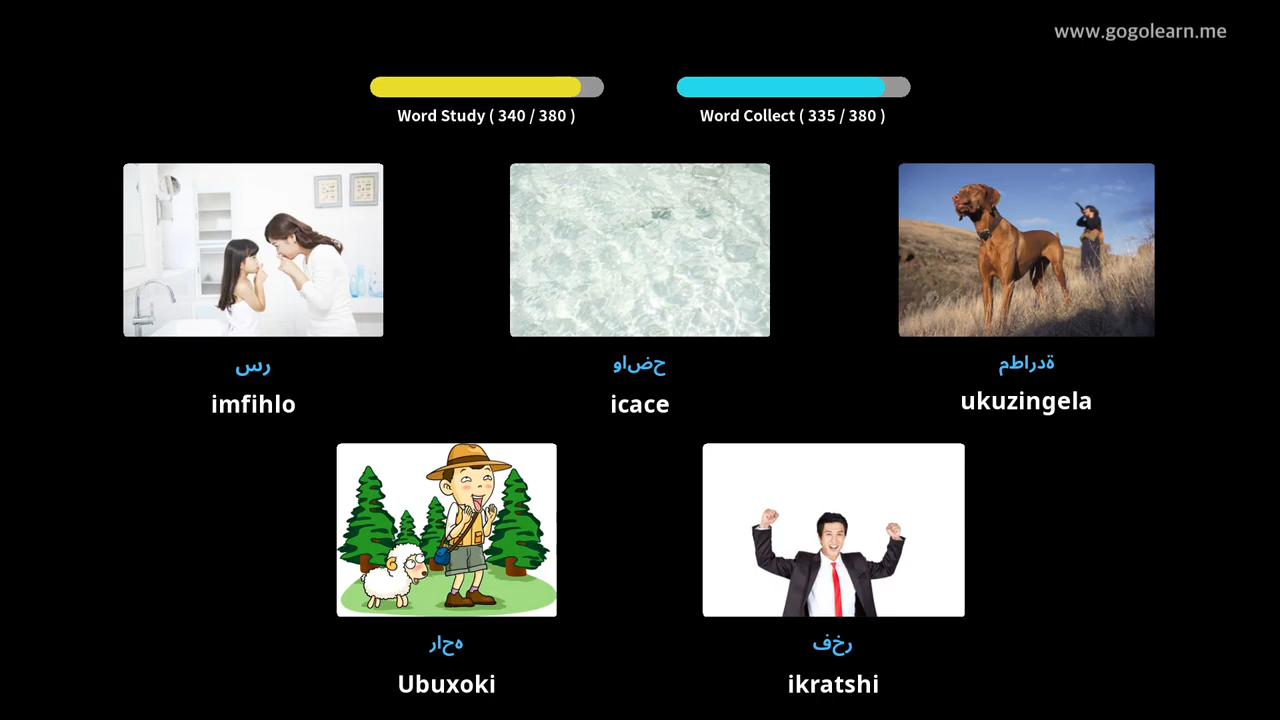 www.gogolearn.me
Word Study ( 340 / 380 )
Word Collect ( 335 / 380 )
رس
حضاو
ةدراطم
imfihlo
icace
ukuzingela
هحار
رخف
Ubuxoki
ikratshi